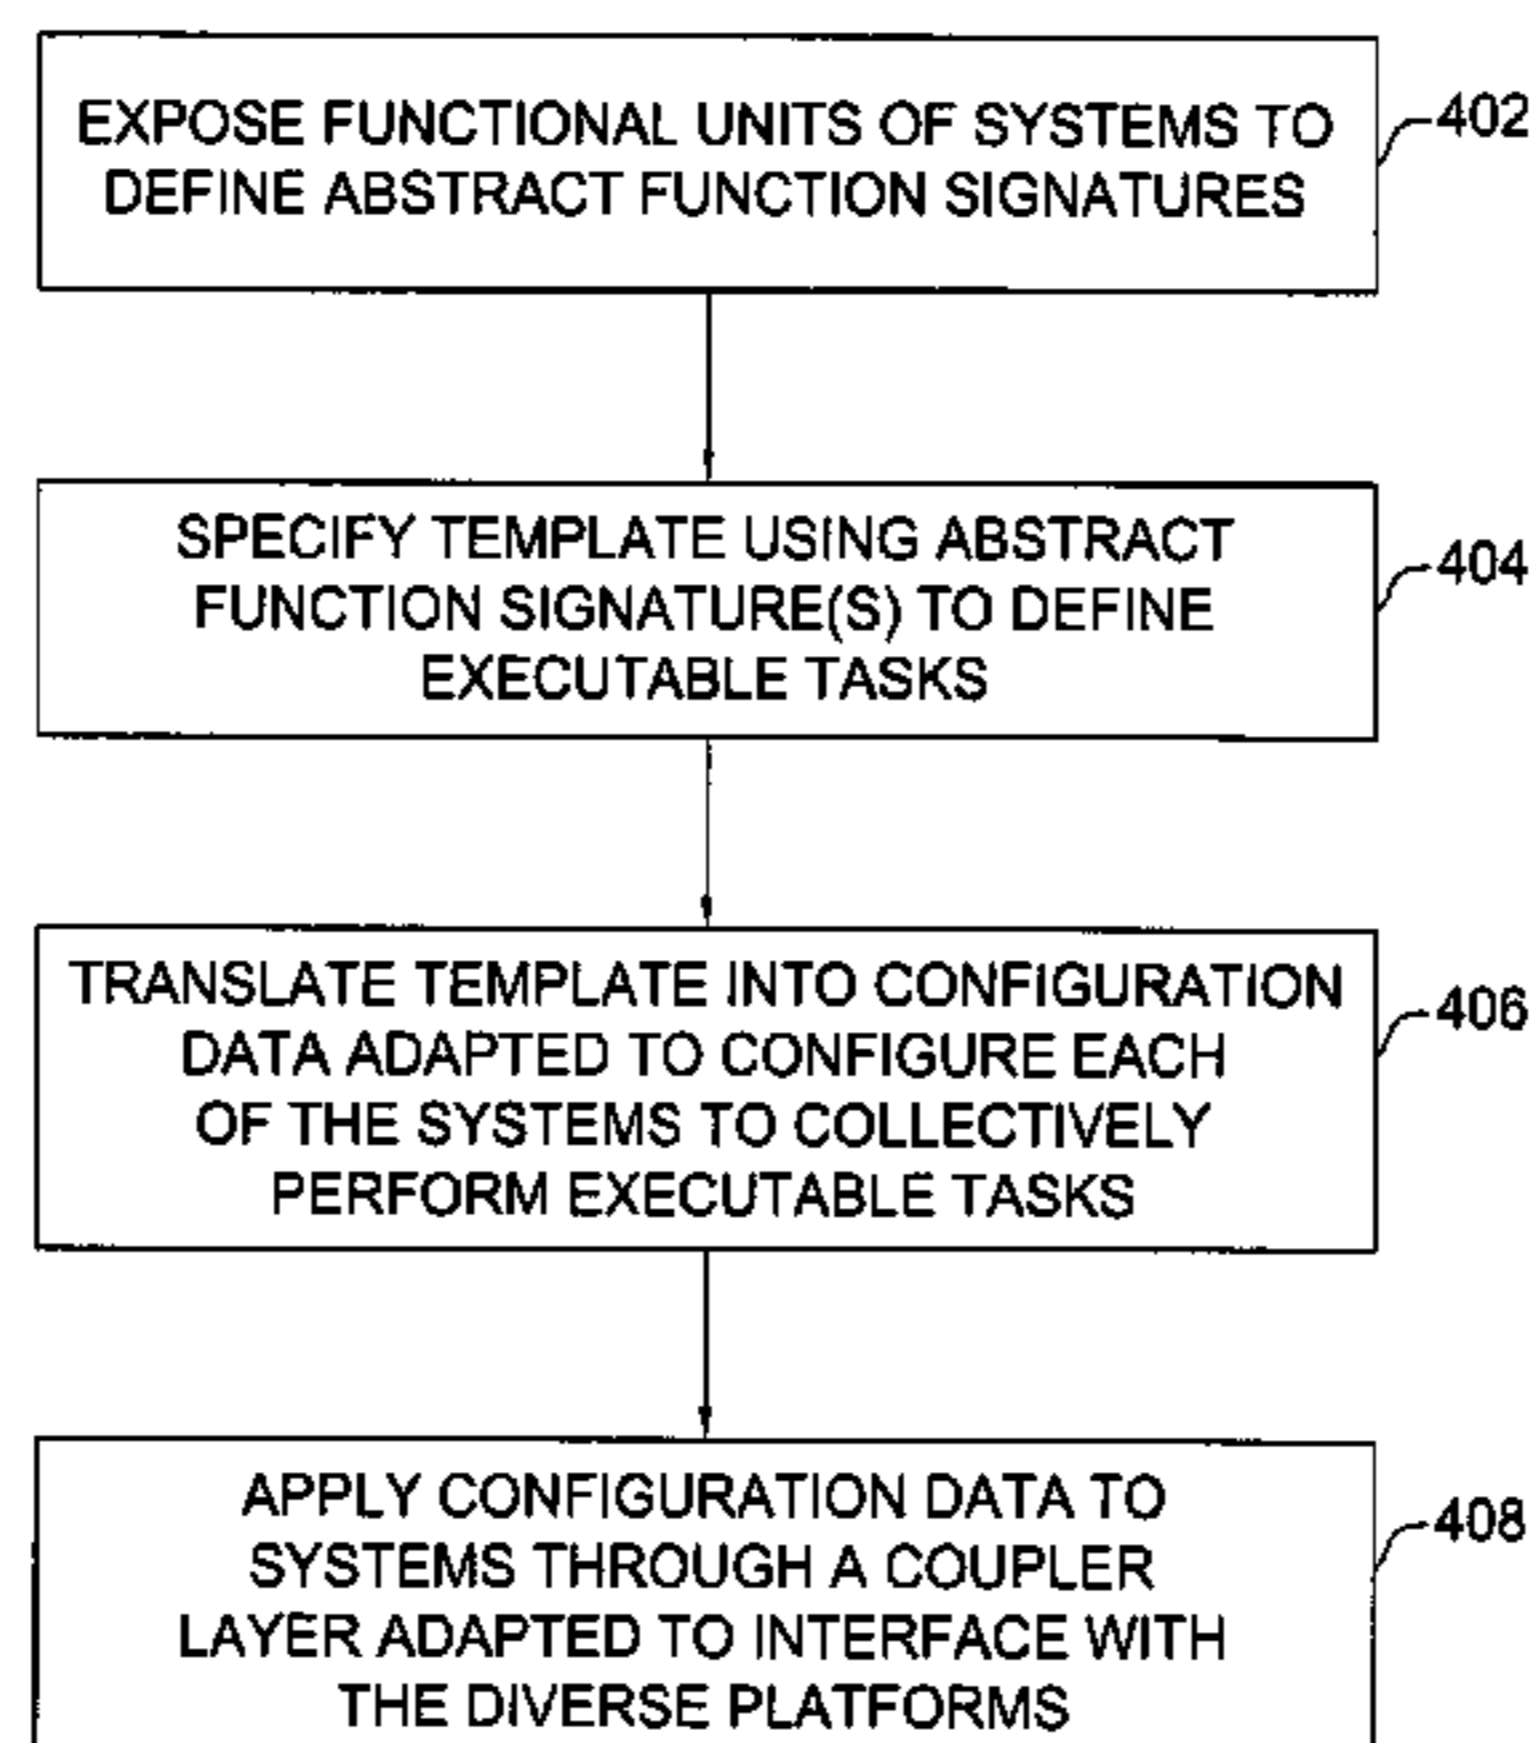 EXPOSE FUNCTIONAL UNITS OF SYSTEMS TO
DEFINE ABSTRACT FUNCTION SIGNATURES
402
SPECIFY TEMPLATE USING ABSTRACT
FUNCTION SIGNATURE(S) TO DEFINE
EXECUTABLE TASKS
404
TRANSLATE TEMPLATE INTO CONFIGURATION
DATA ADAPTED TO CONFIGURE EACH
OF THE SYSTEMS TO COLLECTIVELY
PERFORM EXECUTABLE TASKS
406
APPLY CONFIGURATION DATA TO
SYSTEMS THROUGH A COUPLER
LAYER ADAPTED TO INTERFACE WITH
THE DIVERSE PLATFORMS
408